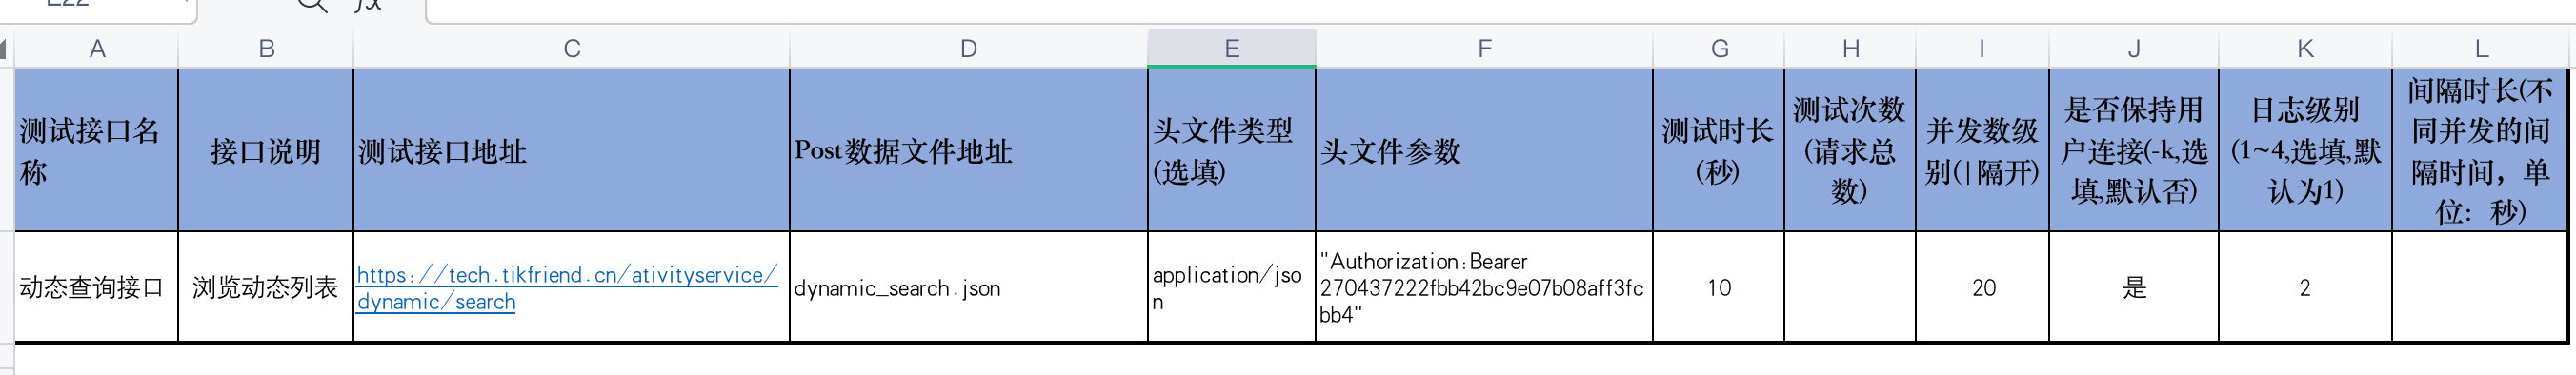 A B C D E F G H I J K L
测试接口名
称
接口说明
测试接口地址
Post数据文件地址
头文件类型
(选填)
头文件参数
测试时长
(秒)
测试次数
(请求总
数)
并发数级
别(|隔开)
是否保持用
户连接(-k,选
填,默认否)
日志级别
(1~4,选填,默
认为1)
间隔时长(不
同并发的间
隔时间，单
位：秒)
动态查询接口
浏览动态列表
https://tech.tikfriend.cn/ativityservice/
dynamic/search
dynamic_search.json
application/jso
n
"Authorization:Bearer
270437222fbb42bc9e07b08aff3fc
bb4"
10
20
是
2